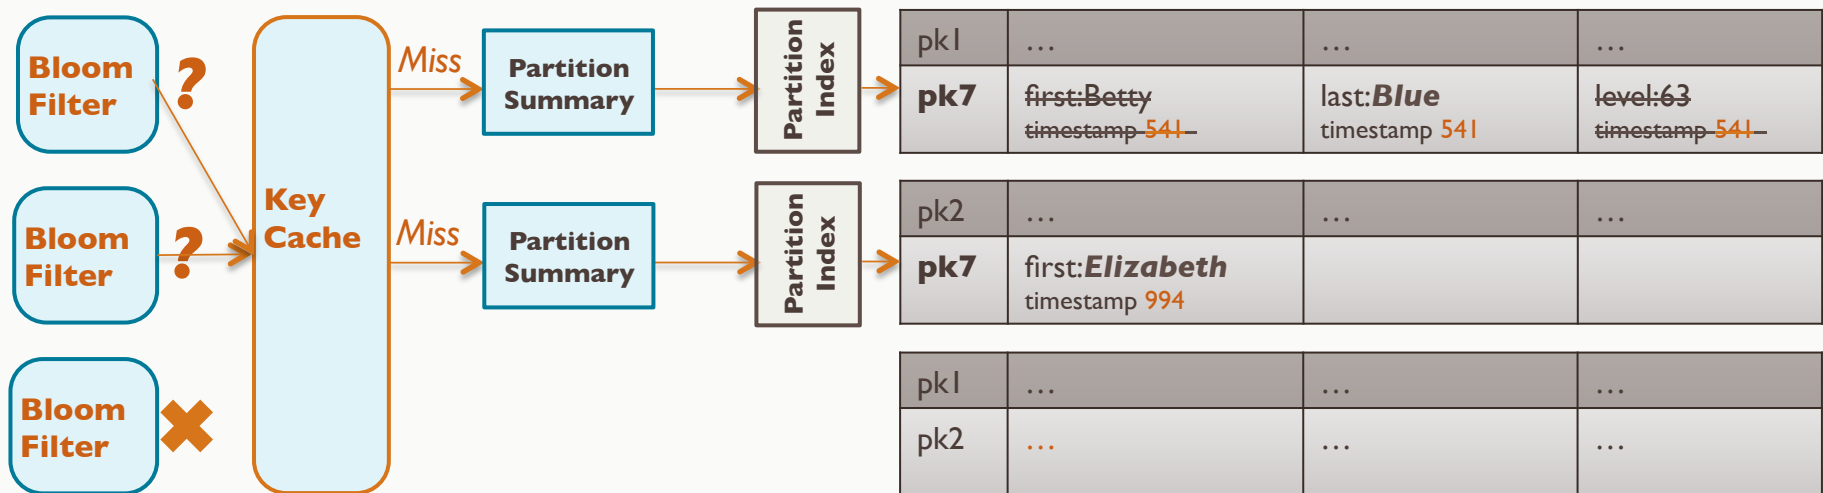 Bloom
Filter
?
Key
Cache
Miss
Partition
Summary
Partition
Index
pk1 … … …
pk7 first:Betty last:Blue level:63
timestamp 541 timestamp 541 timestamp 541
Bloom
Filter
?
Miss
Partition
Summary
Partition
Index
pk2 … … …
pk7 first:Elizabeth
timestamp 994
Bloom
Filter
pk1 … … …
pk2 … … …